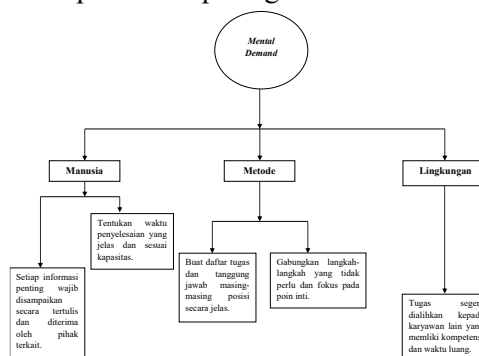 Mental
Demand
Manusia
Metode
Lingkungan
Tentukan waktu
penyelesaian yang
jelas dan sesuai
kapasitas.
Setiap informasi
penting wajib
disampaikan
secara tertulis
dan diterima
oleh pihak
terkait.
Buat daftar tugas
dan tanggung
jawab masing-
masing posisi
secara jelas.
Gabungkan langkah-
langkah yang tidak
perlu dan fokus pada
poin inti.
Tugas seger
dialihkan kepad
karyawan lain yan
memliki kompetens
dan waktu luang.